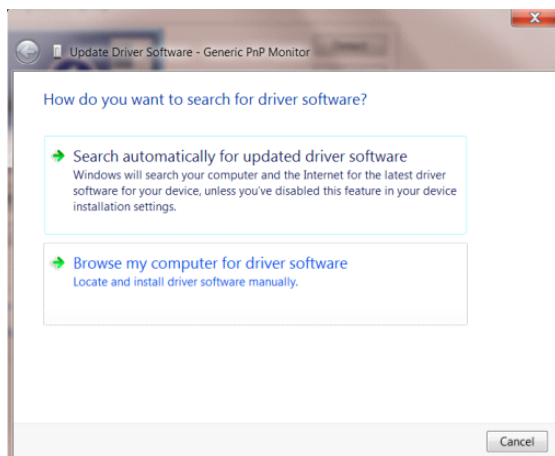 Update Driver Software - Generic PnP Monitor
How do you want to search for driver software?
Search automatically for updated driver software
Windows will search your computer and the Internet for the latest driver
software for your device, unless you've disabled this feature in your device
installation settings.
Browse my computer for driver software
Locate and install driver software manually.
Cancel